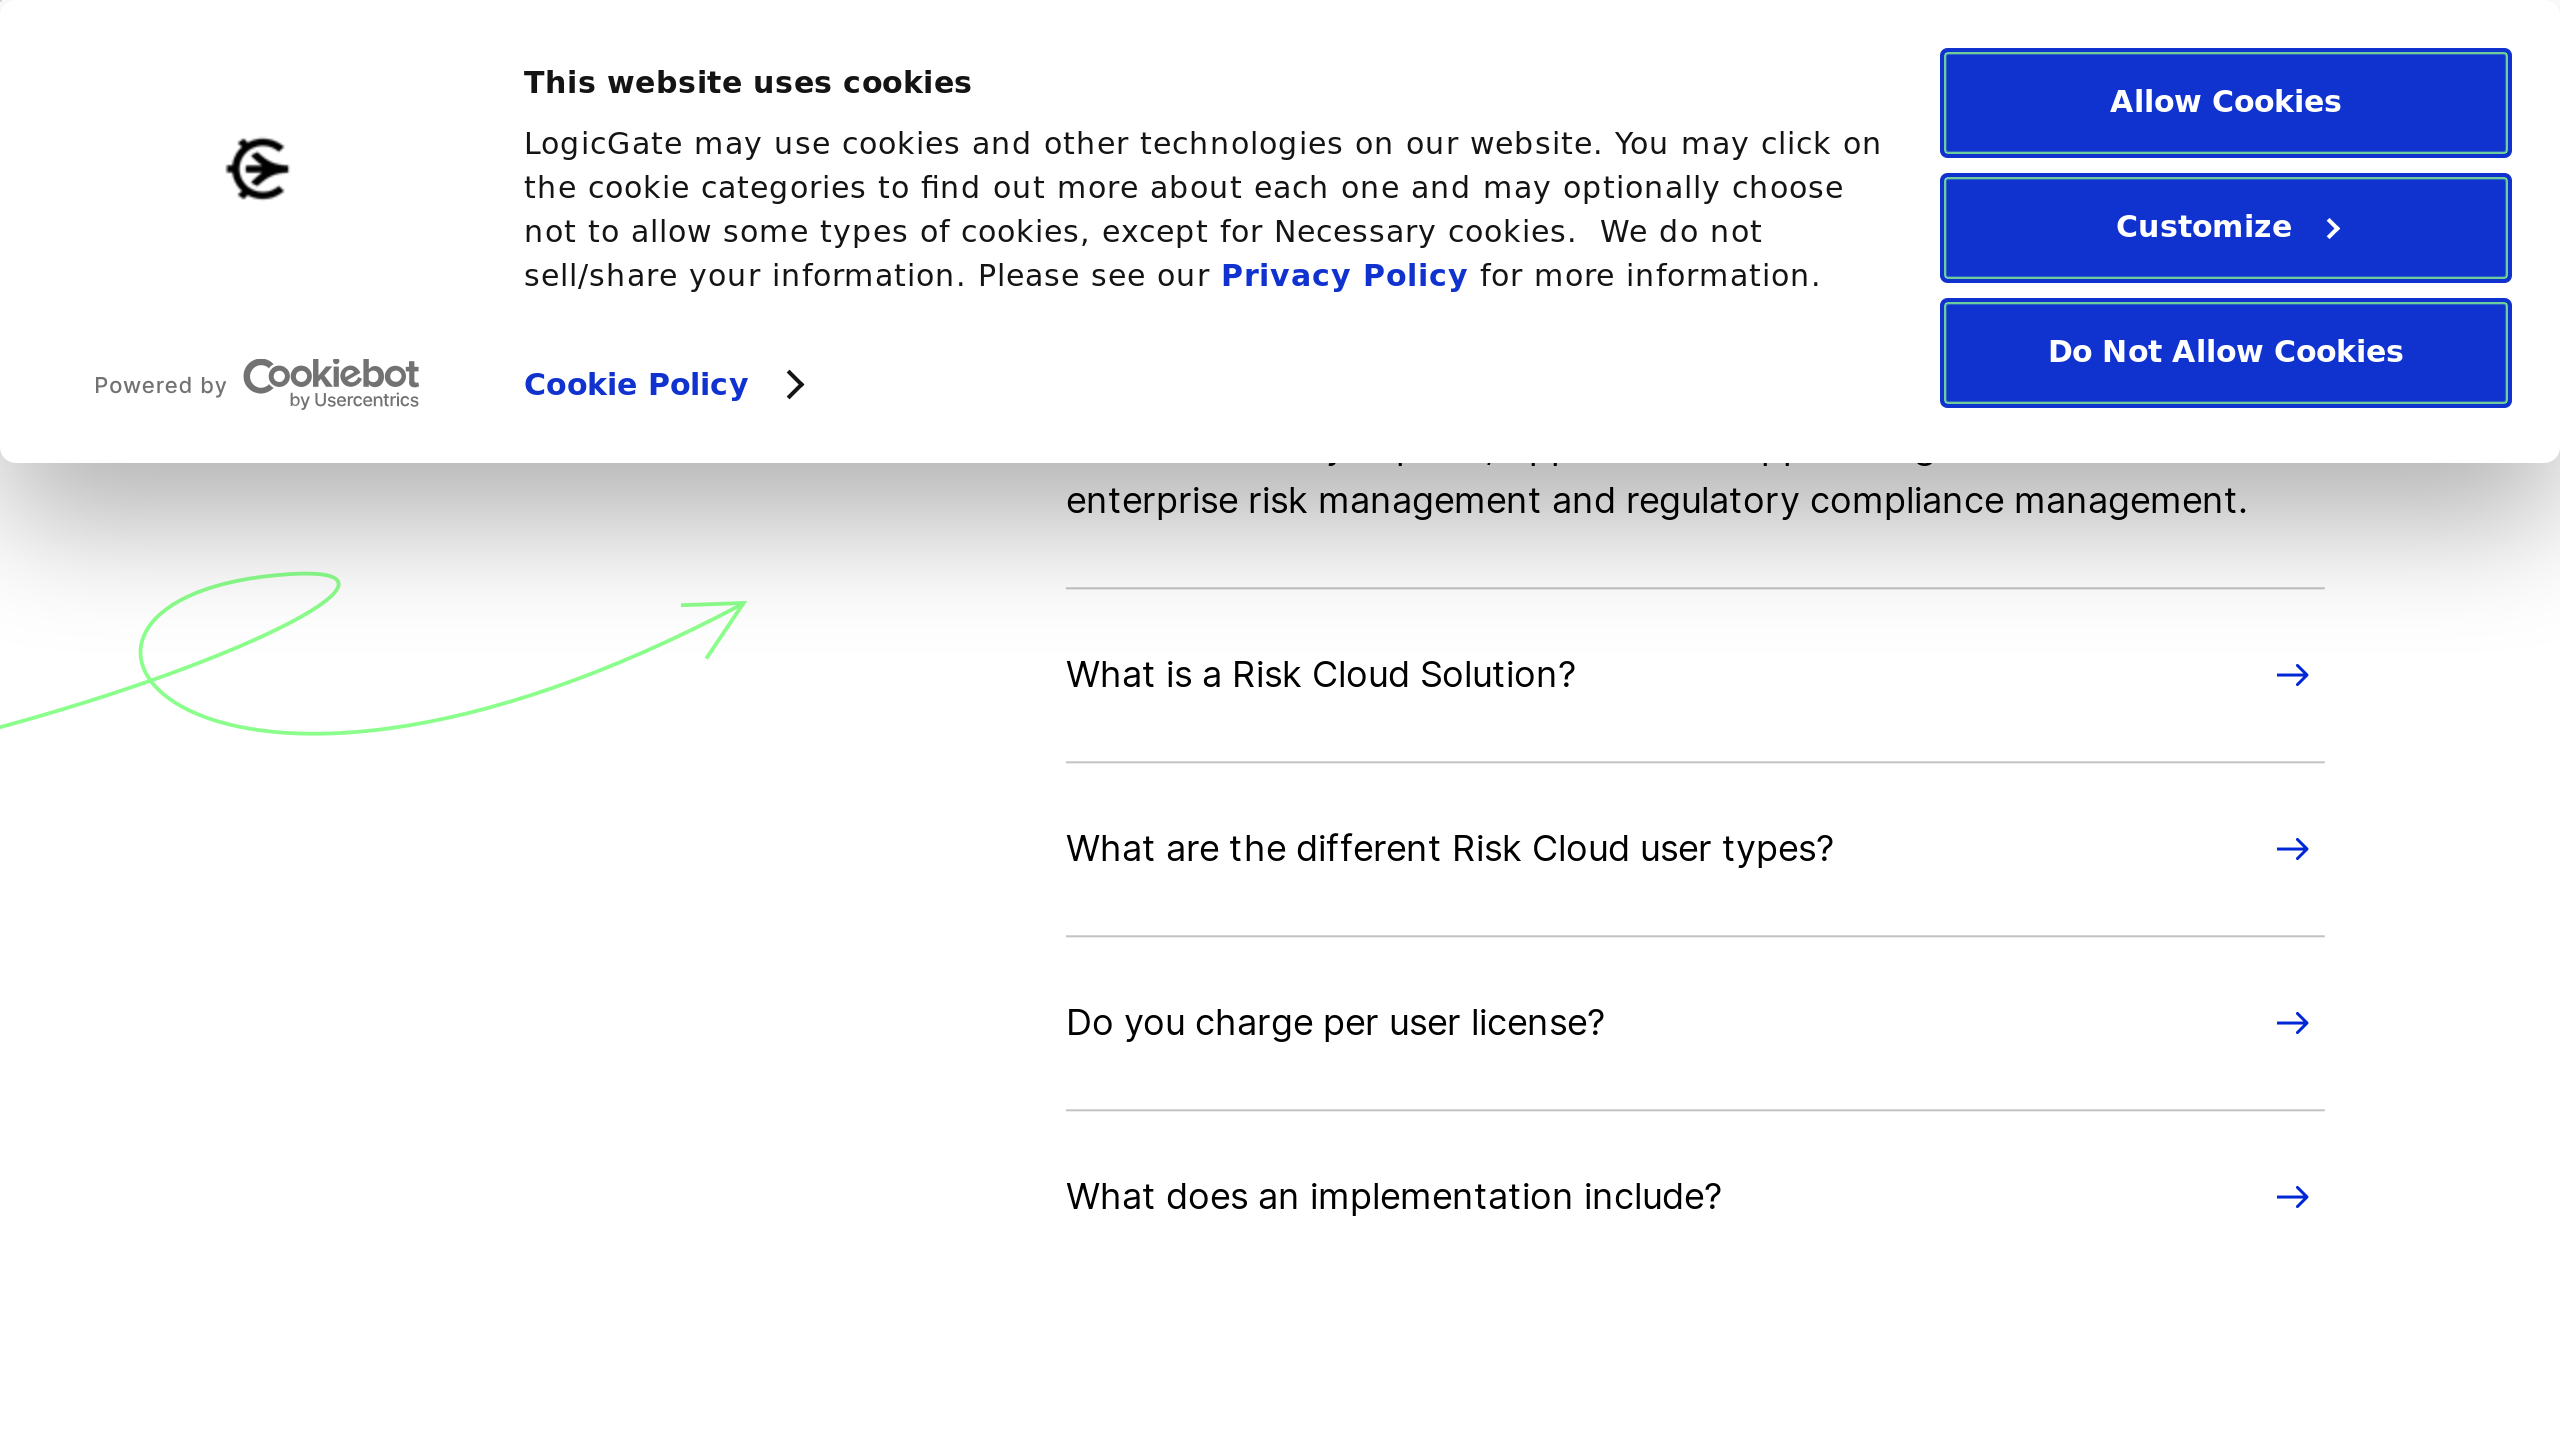 This website uses cookies
LogicGate may use cookies and other technologies on our website. You may click on
the cookie categories to find out more about each one and may optionally choose
not to allow some types of cookies, except for Necessary cookies.  We do not
sell/share your information. Please see our Privacy Policy for more information.
Cookie Policy
Powered by Cookiebot
by Usercentrics
Allow Cookies
Customize
Do Not Allow Cookies
enterprise risk management and regulatory compliance management.
What is a Risk Cloud Solution?
What are the different Risk Cloud user types?
Do you charge per user license?
What does an implementation include?